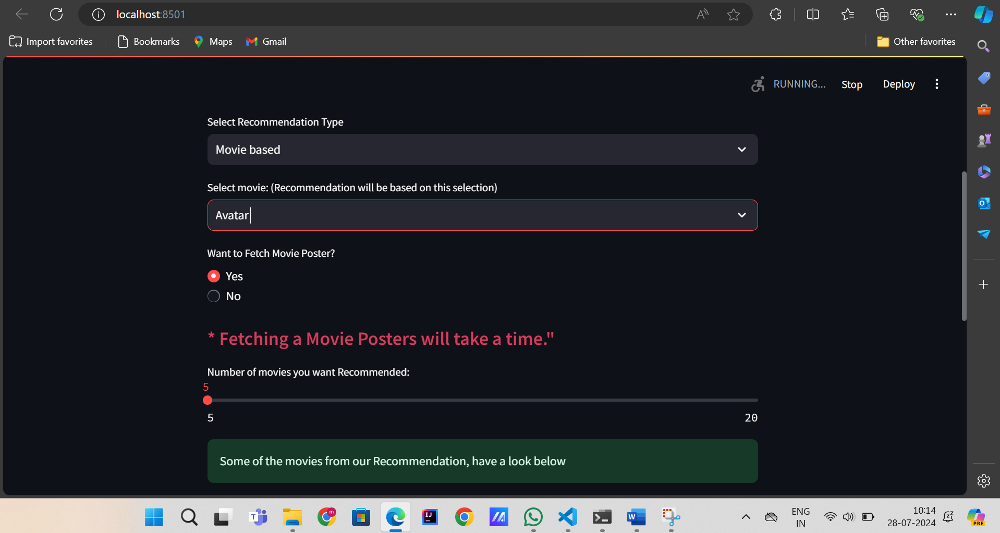 localhost:8501
Import favorites Bookmarks Maps Gmail Other favorites
RUNNING... Stop Deploy
Select Recommendation Type
Movie based
Select movie: (Recommendation will be based on this selection)
Avatar
Want to Fetch Movie Poster?
Yes
No
* Fetching a Movie Posters will take a time."
Number of movies you want Recommended:
5
5 20
Some of the movies from our Recommendation, have a look below
ENG 10:14
IN 28-07-2024
PRE